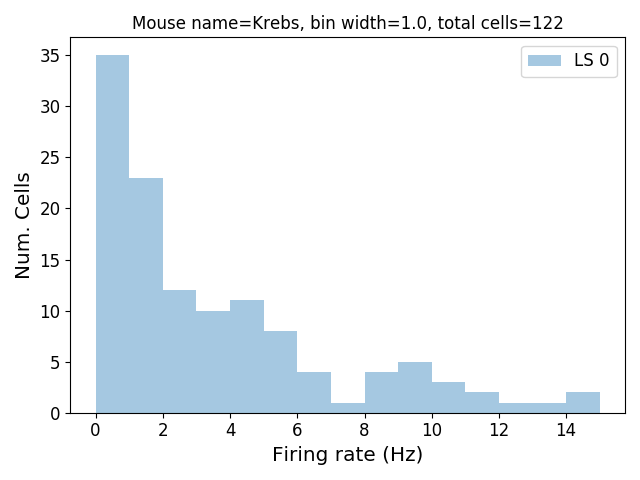 Mouse name=Krebs, bin width=1.0, total cells=122
LS 0
35
30
25
20
15
10
5
0
Num. Cells
0 2 4 6 8 10 12 14
Firing rate (Hz)